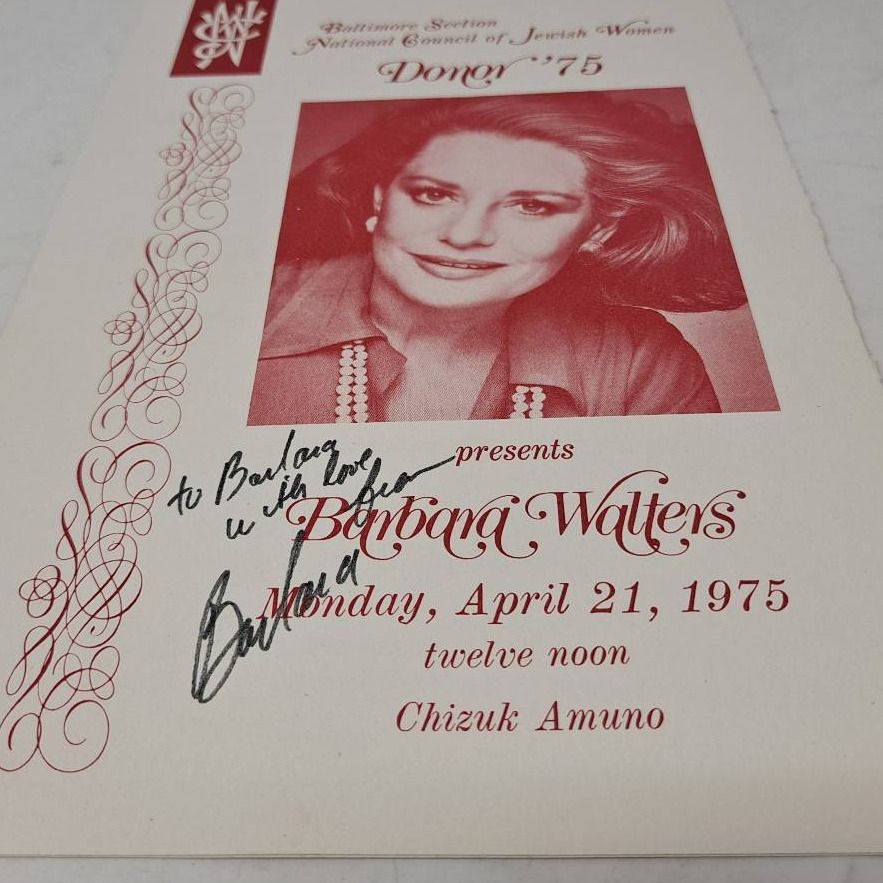 Baltimore Section
National Council of Jewish Women
Donor '75
presents
to Barbara
with love
from
Barbara
Barbara Walters
Monday, April 21, 1975
twelve noon
Chizuk Amuno